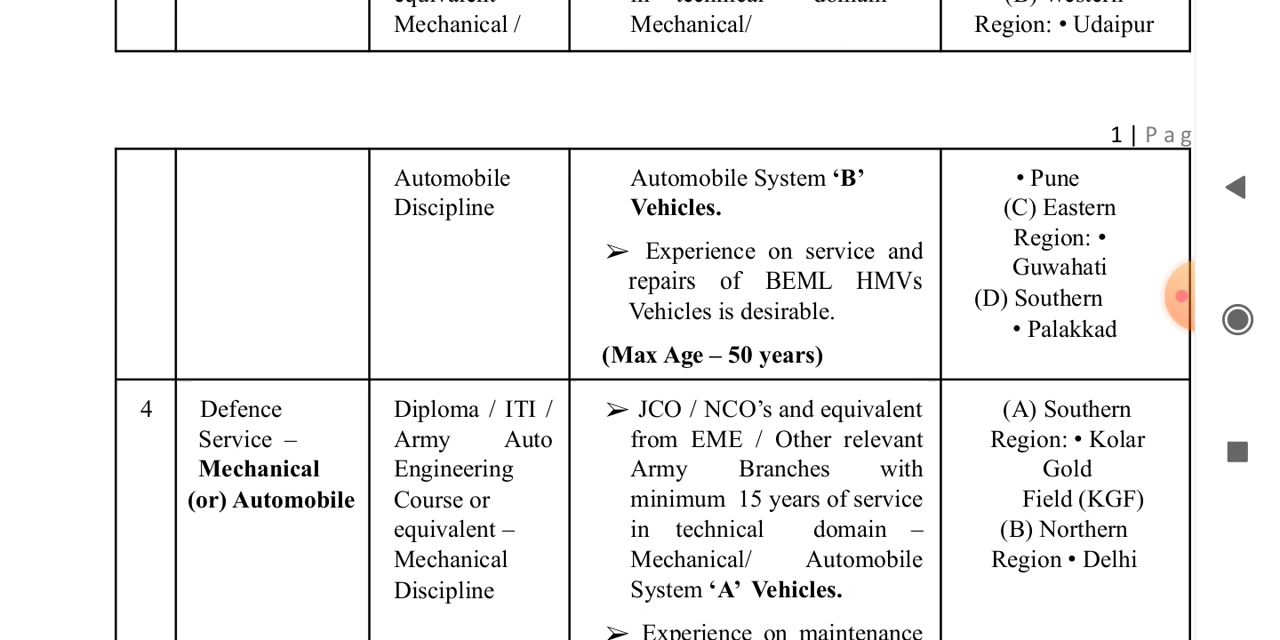 Mechanical /
Mechanical/
Region: • Udaipur
1 | P a g
Automobile
Discipline
Automobile System ‘B’
Vehicles.
➢ Experience on service and
repairs of BEML HMVs
Vehicles is desirable.
(Max Age – 50 years)
• Pune
(C) Eastern
Region: •
Guwahati
(D) Southern
• Palakkad
4
Defence
Service –
Mechanical
(or) Automobile
Diploma / ITI /
Army Auto
Engineering
Course or
equivalent –
Mechanical
Discipline
➢ JCO / NCO’s and equivalent
from EME / Other relevant
Army Branches with
minimum 15 years of service
in technical domain –
Mechanical/ Automobile
System ‘A’ Vehicles.
➢ Experience on maintenance
(A) Southern
Region: • Kolar
Gold
Field (KGF)
(B) Northern
Region • Delhi